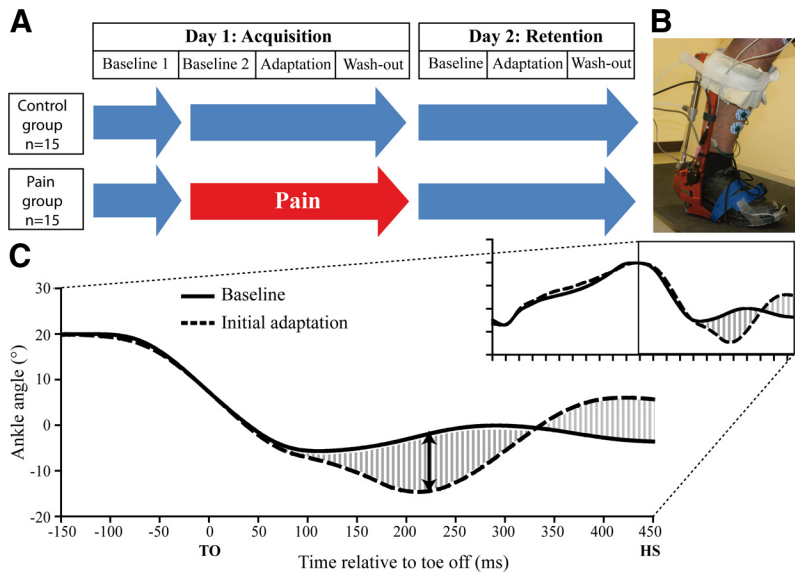 A
Day 1: Acquisition
Day 2: Retention
Baseline 1
Baseline 2
Adaptation
Wash-out
Baseline
Adaptation
Wash-out
Control
group
n=15
Pain
group
n=15
Pain
B
C
Baseline
Initial adaptation
Ankle angle (°)
30
20
10
0
-10
-20
-150
-100
-50
0
50
100
150
200
250
300
350
400
450
TO
HS
Time relative to toe off (ms)